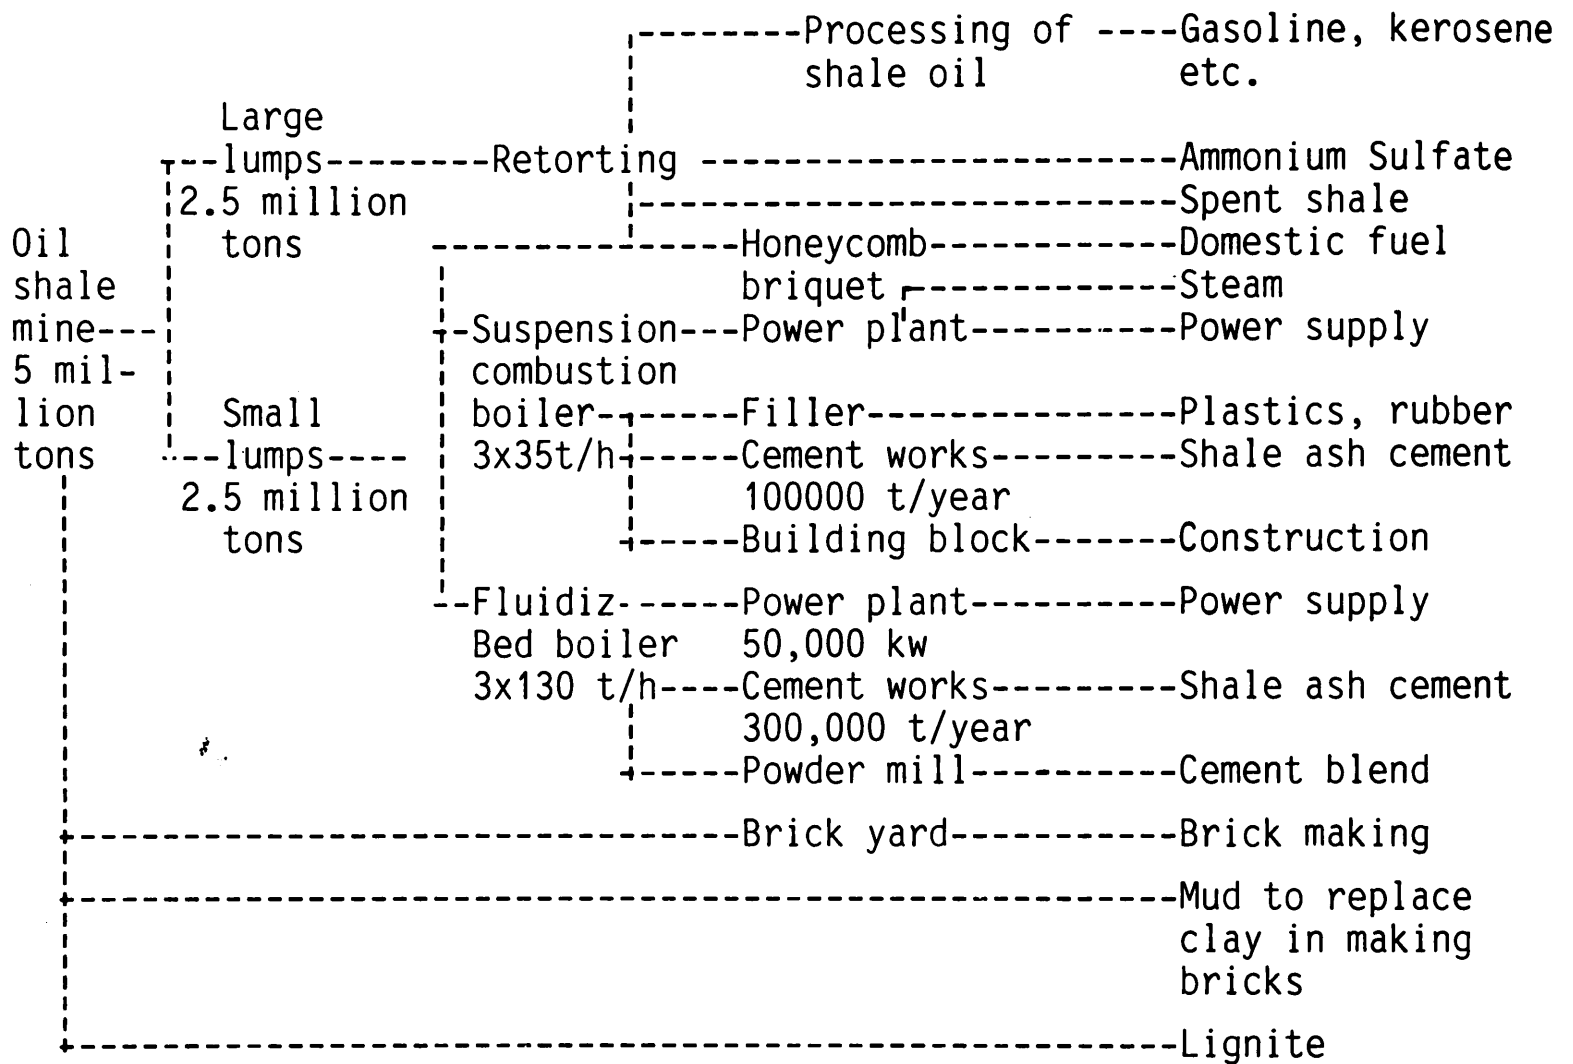 Processing of Gasoline, kerosene
shale oil etc.
Large
lumps Retorting Ammonium Sulfate
2.5 million Spent shale
Oil tons Honeycomb Domestic fuel
shale briquet Steam
mine Suspension Power plant Power supply
5 mil- combustion
lion Small boiler Filler Plastics, rubber
tons lumps 3x35t/h Cement works Shale ash cement
2.5 million 100000 t/year
tons Building block Construction
Fluidiz Power plant Power supply
Bed boiler 50,000 kw
3x130 t/h Cement works Shale ash cement
300,000 t/year
Powder mill Cement blend
Brick yard Brick making
Mud to replace
clay in making
bricks
Lignite